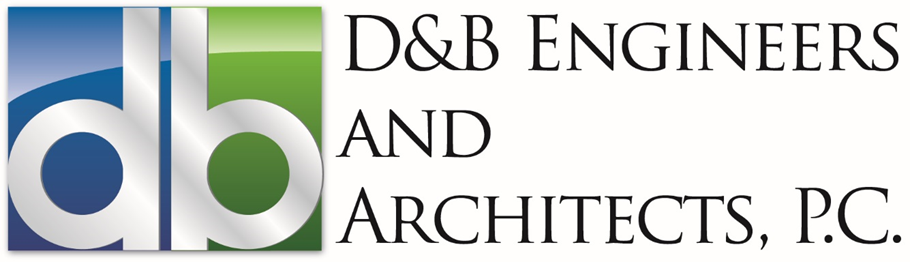 db
D&B ENGINEERS
AND
ARCHITECTS, P.C.